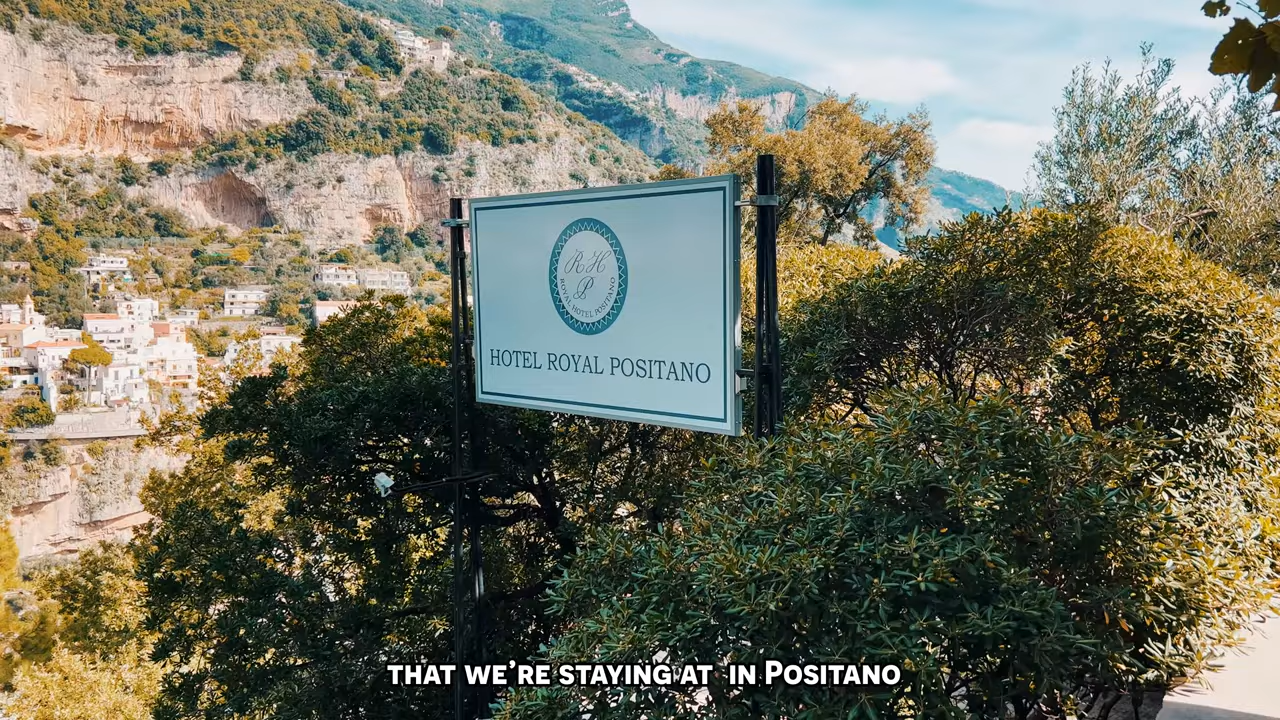 RH
P
ROYAL HOTEL POSITANO
HOTEL ROYAL POSITANO
THAT WE'RE STAYING AT IN POSITANO